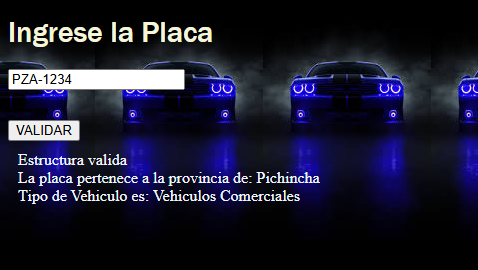 Ingrese la Placa
PZA-1234
VALIDAR
Estructura valida
La placa pertenece a la provincia de: Pichincha
Tipo de Vehiculo es: Vehiculos Comerciales